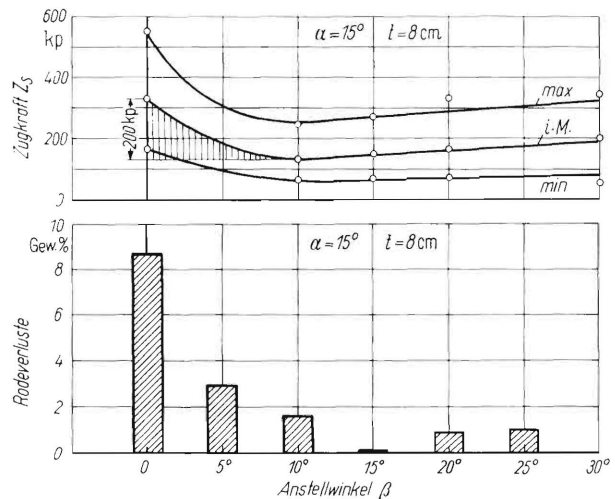 600
kp
400
200
0
Zugkraft Zs
200 kp
α = 15° t = 8 cm
max
i.M.
min
10
Gew.%
8
6
4
2
0
Rodeverluste
α = 15° t = 8 cm
0 5° 10° 15° 20° 25° 30°
Anstellwinkel β